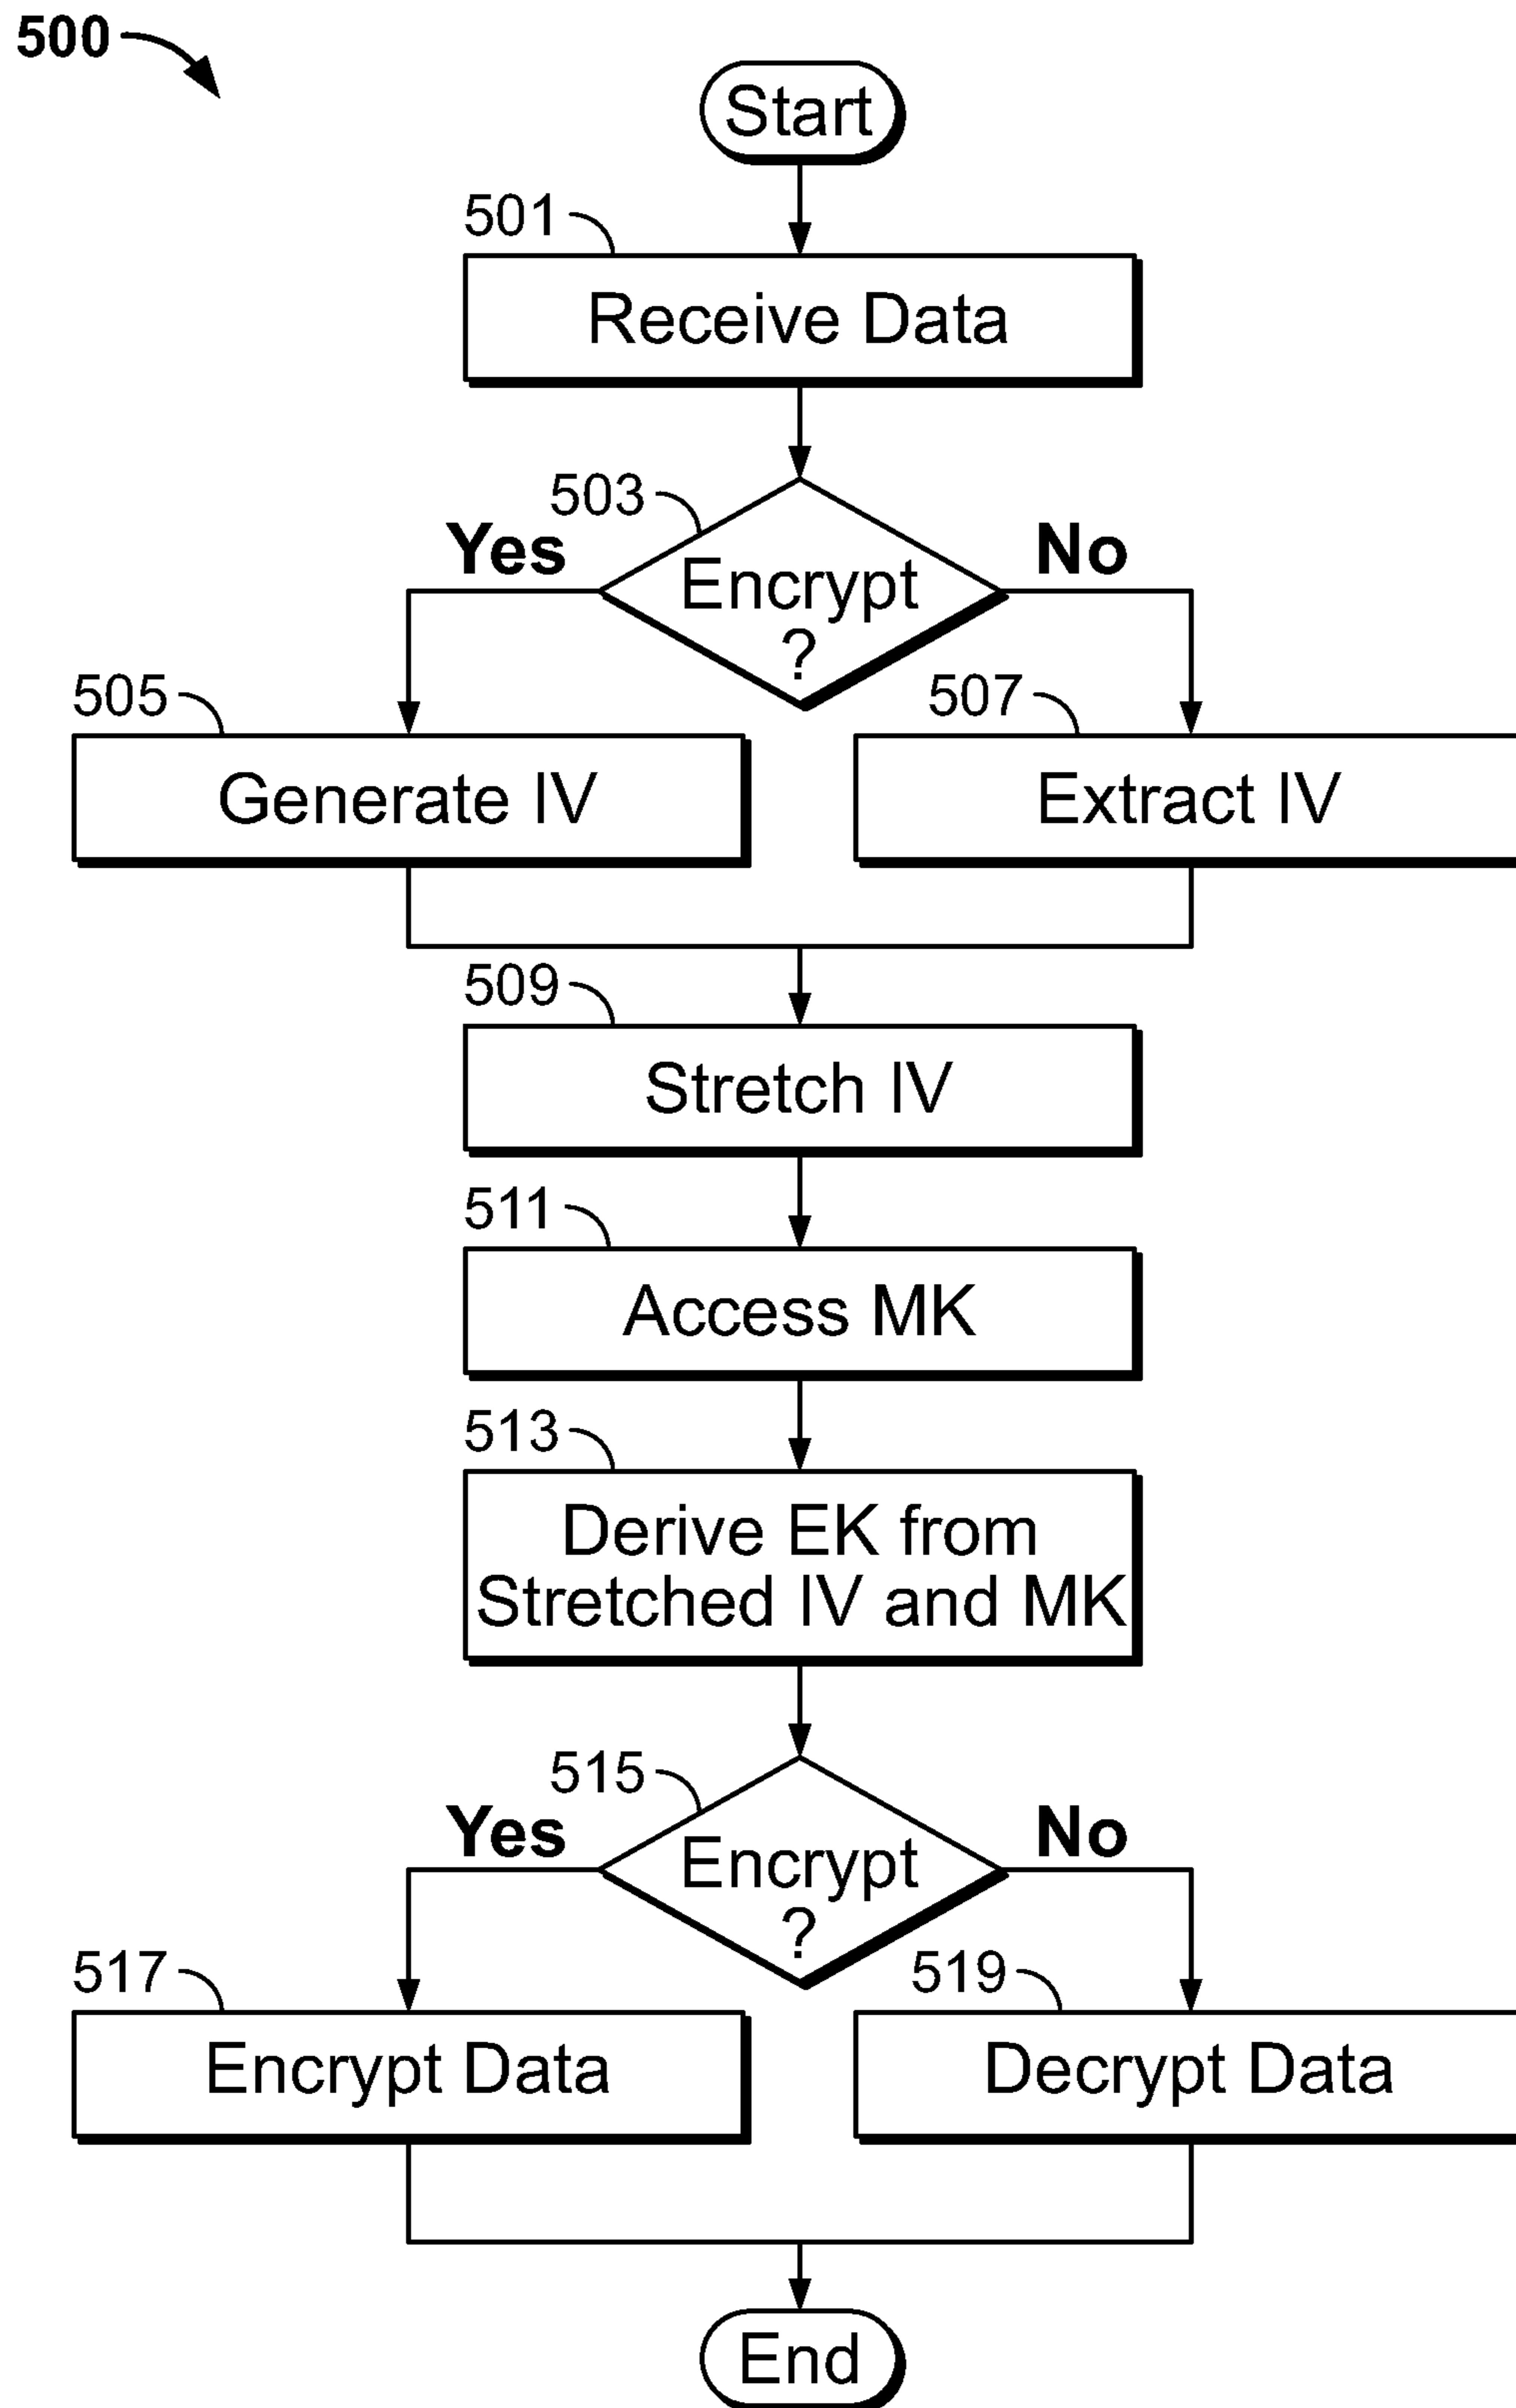 500
Start
501
Receive Data
503
Yes
No
Encrypt
?
505
507
Generate IV
Extract IV
509
Stretch IV
511
Access MK
513
Derive EK from
Stretched IV and MK
515
Yes
No
Encrypt
?
517
519
Encrypt Data
Decrypt Data
End